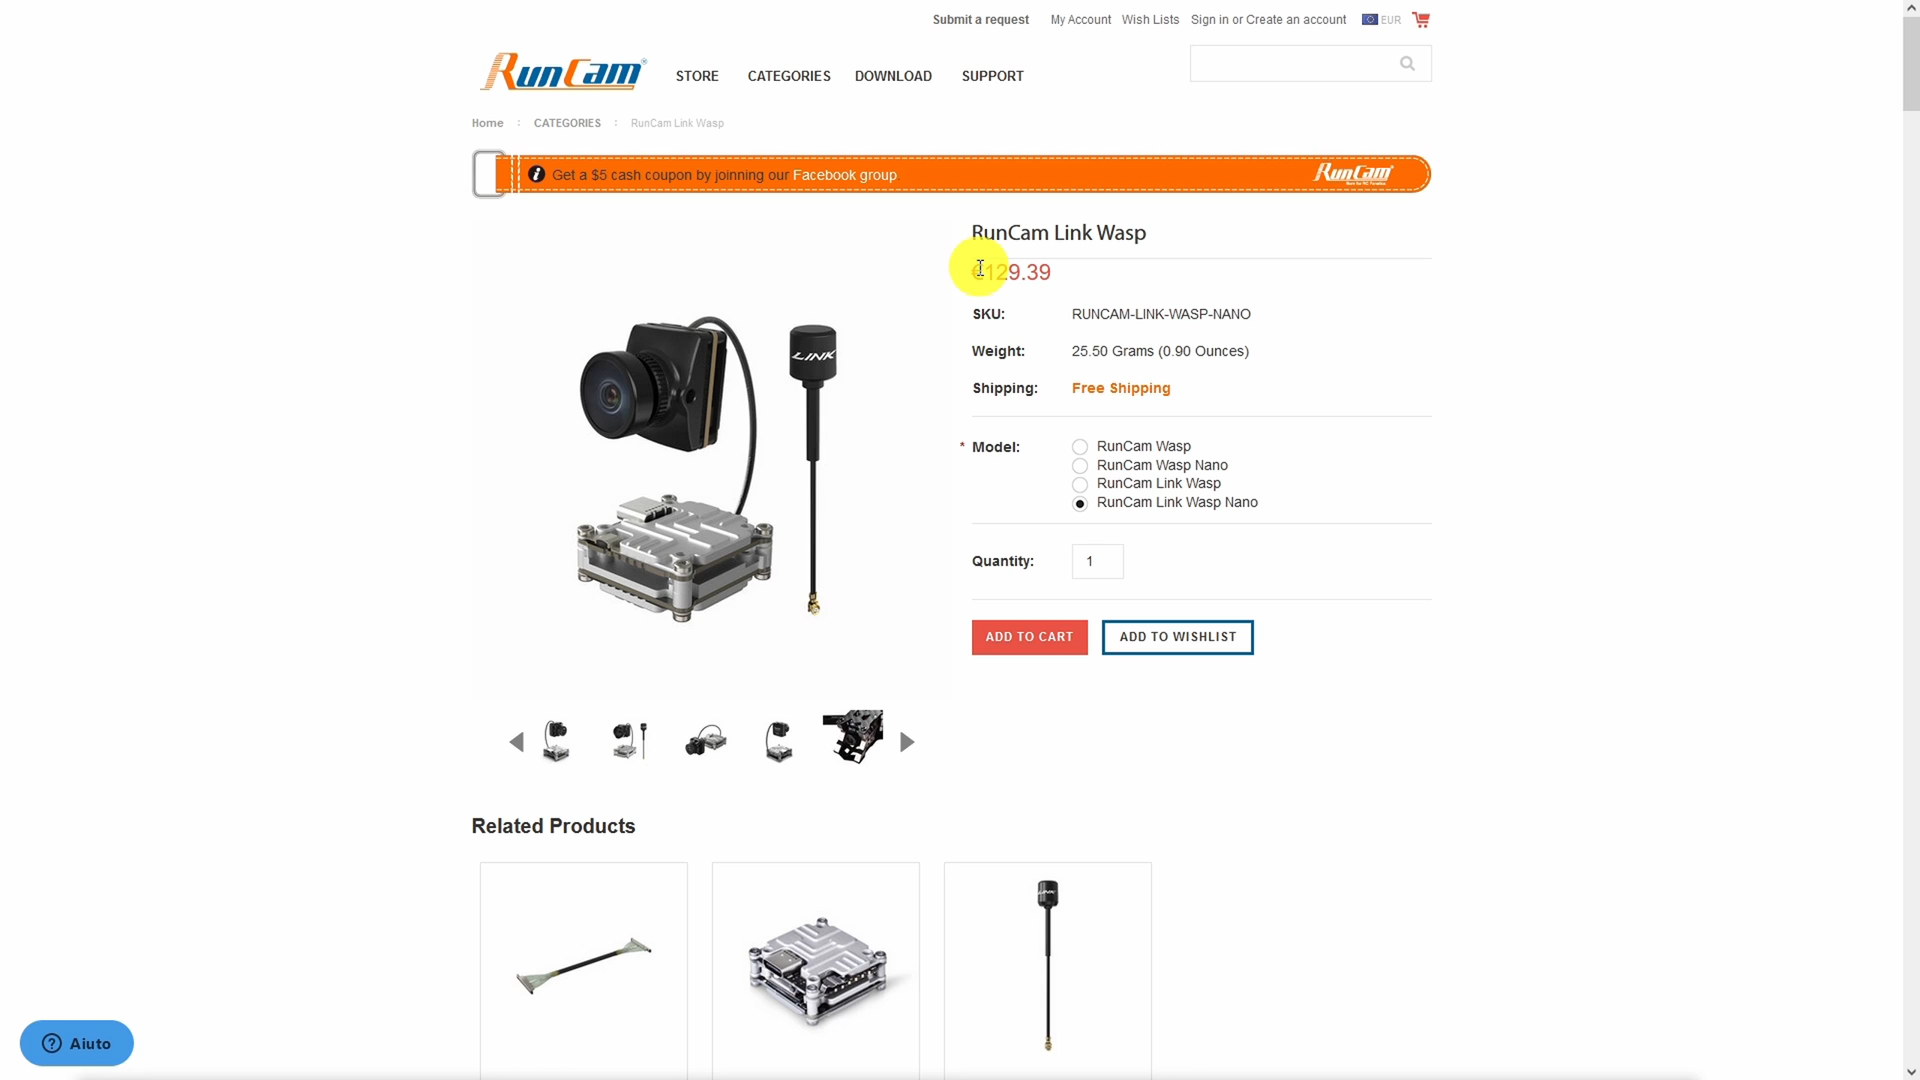 Submit a request My Account Wish Lists Sign in or Create an account EUR
RunCam® STORE CATEGORIES DOWNLOAD SUPPORT
Home : CATEGORIES : RunCam Link Wasp
i Get a $5 cash coupon by joinning our Facebook group. RunCam
RunCam Link Wasp
€129.39
SKU: RUNCAM-LINK-WASP-NANO
Weight: 25.50 Grams (0.90 Ounces)
Shipping: Free Shipping
* Model: RunCam Wasp
RunCam Wasp Nano
RunCam Link Wasp
RunCam Link Wasp Nano
Quantity: 1
ADD TO CART ADD TO WISHLIST
LINK
Related Products
? Aiuto